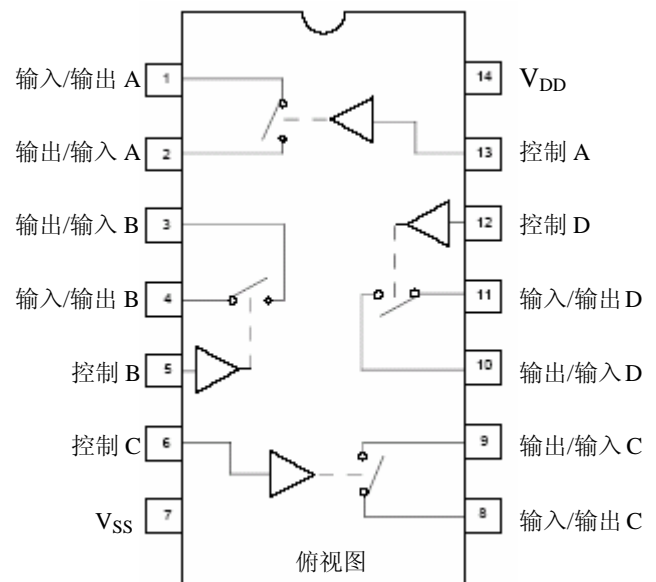 输入/输出 A
1
14
V_DD
输出/输入 A
2
13
控制 A
输出/输入 B
3
12
控制 D
输入/输出 B
4
11
输入/输出 D
控制 B
5
10
输出/输入 D
控制 C
6
9
输出/输入 C
V_SS
7
8
输入/输出 C
俯视图